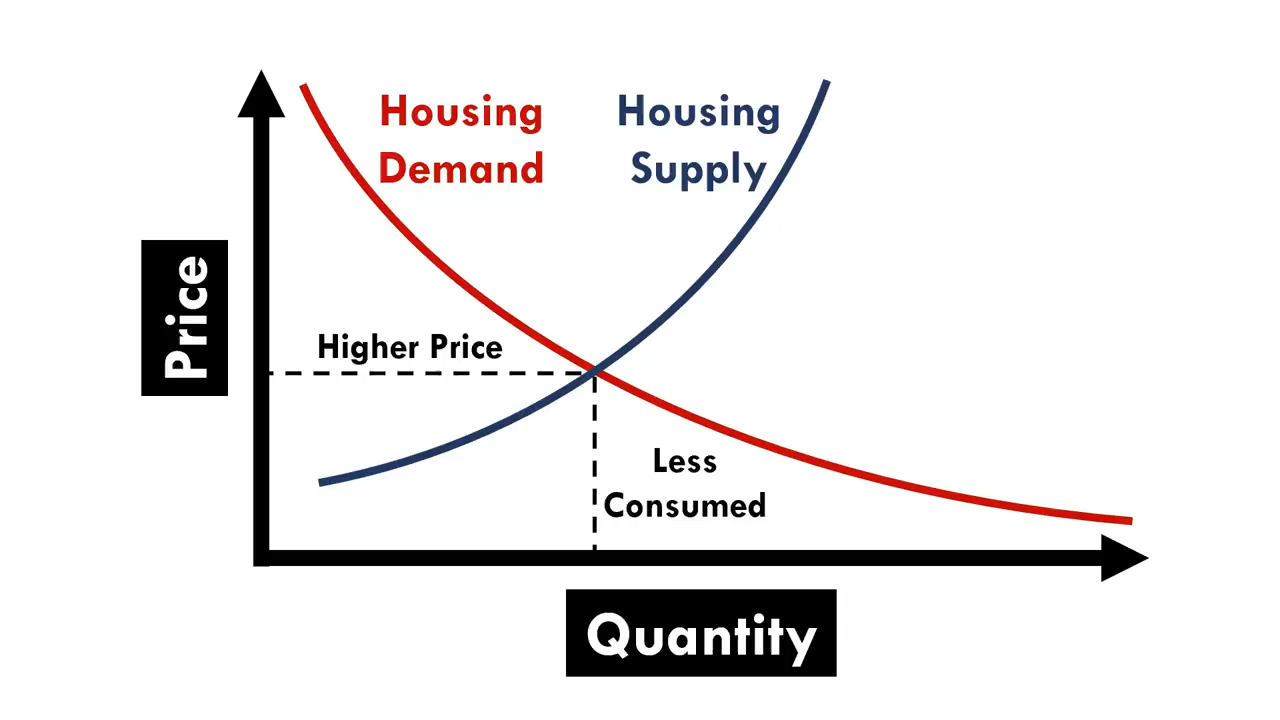 Housing
Demand
Housing
Supply
Price
Higher Price
Less
Consumed
Quantity